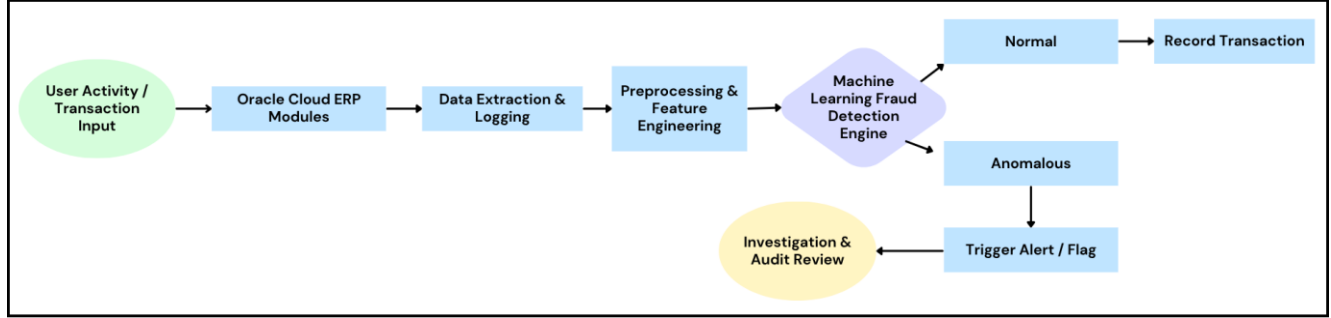 User Activity /
Transaction
Input
Oracle Cloud ERP
Modules
Data Extraction &
Logging
Preprocessing &
Feature
Engineering
Machine
Learning Fraud
Detection
Engine
Normal
Record Transaction
Anomalous
Trigger Alert / Flag
Investigation &
Audit Review